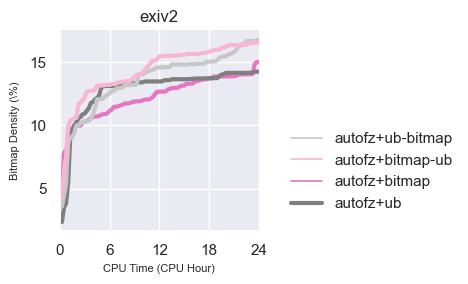 exiv2
Bitmap Density (\%)
15
10
5
0 6 12 18 24
CPU Time (CPU Hour)
autofz+ub-bitmap
autofz+bitmap-ub
autofz+bitmap
autofz+ub